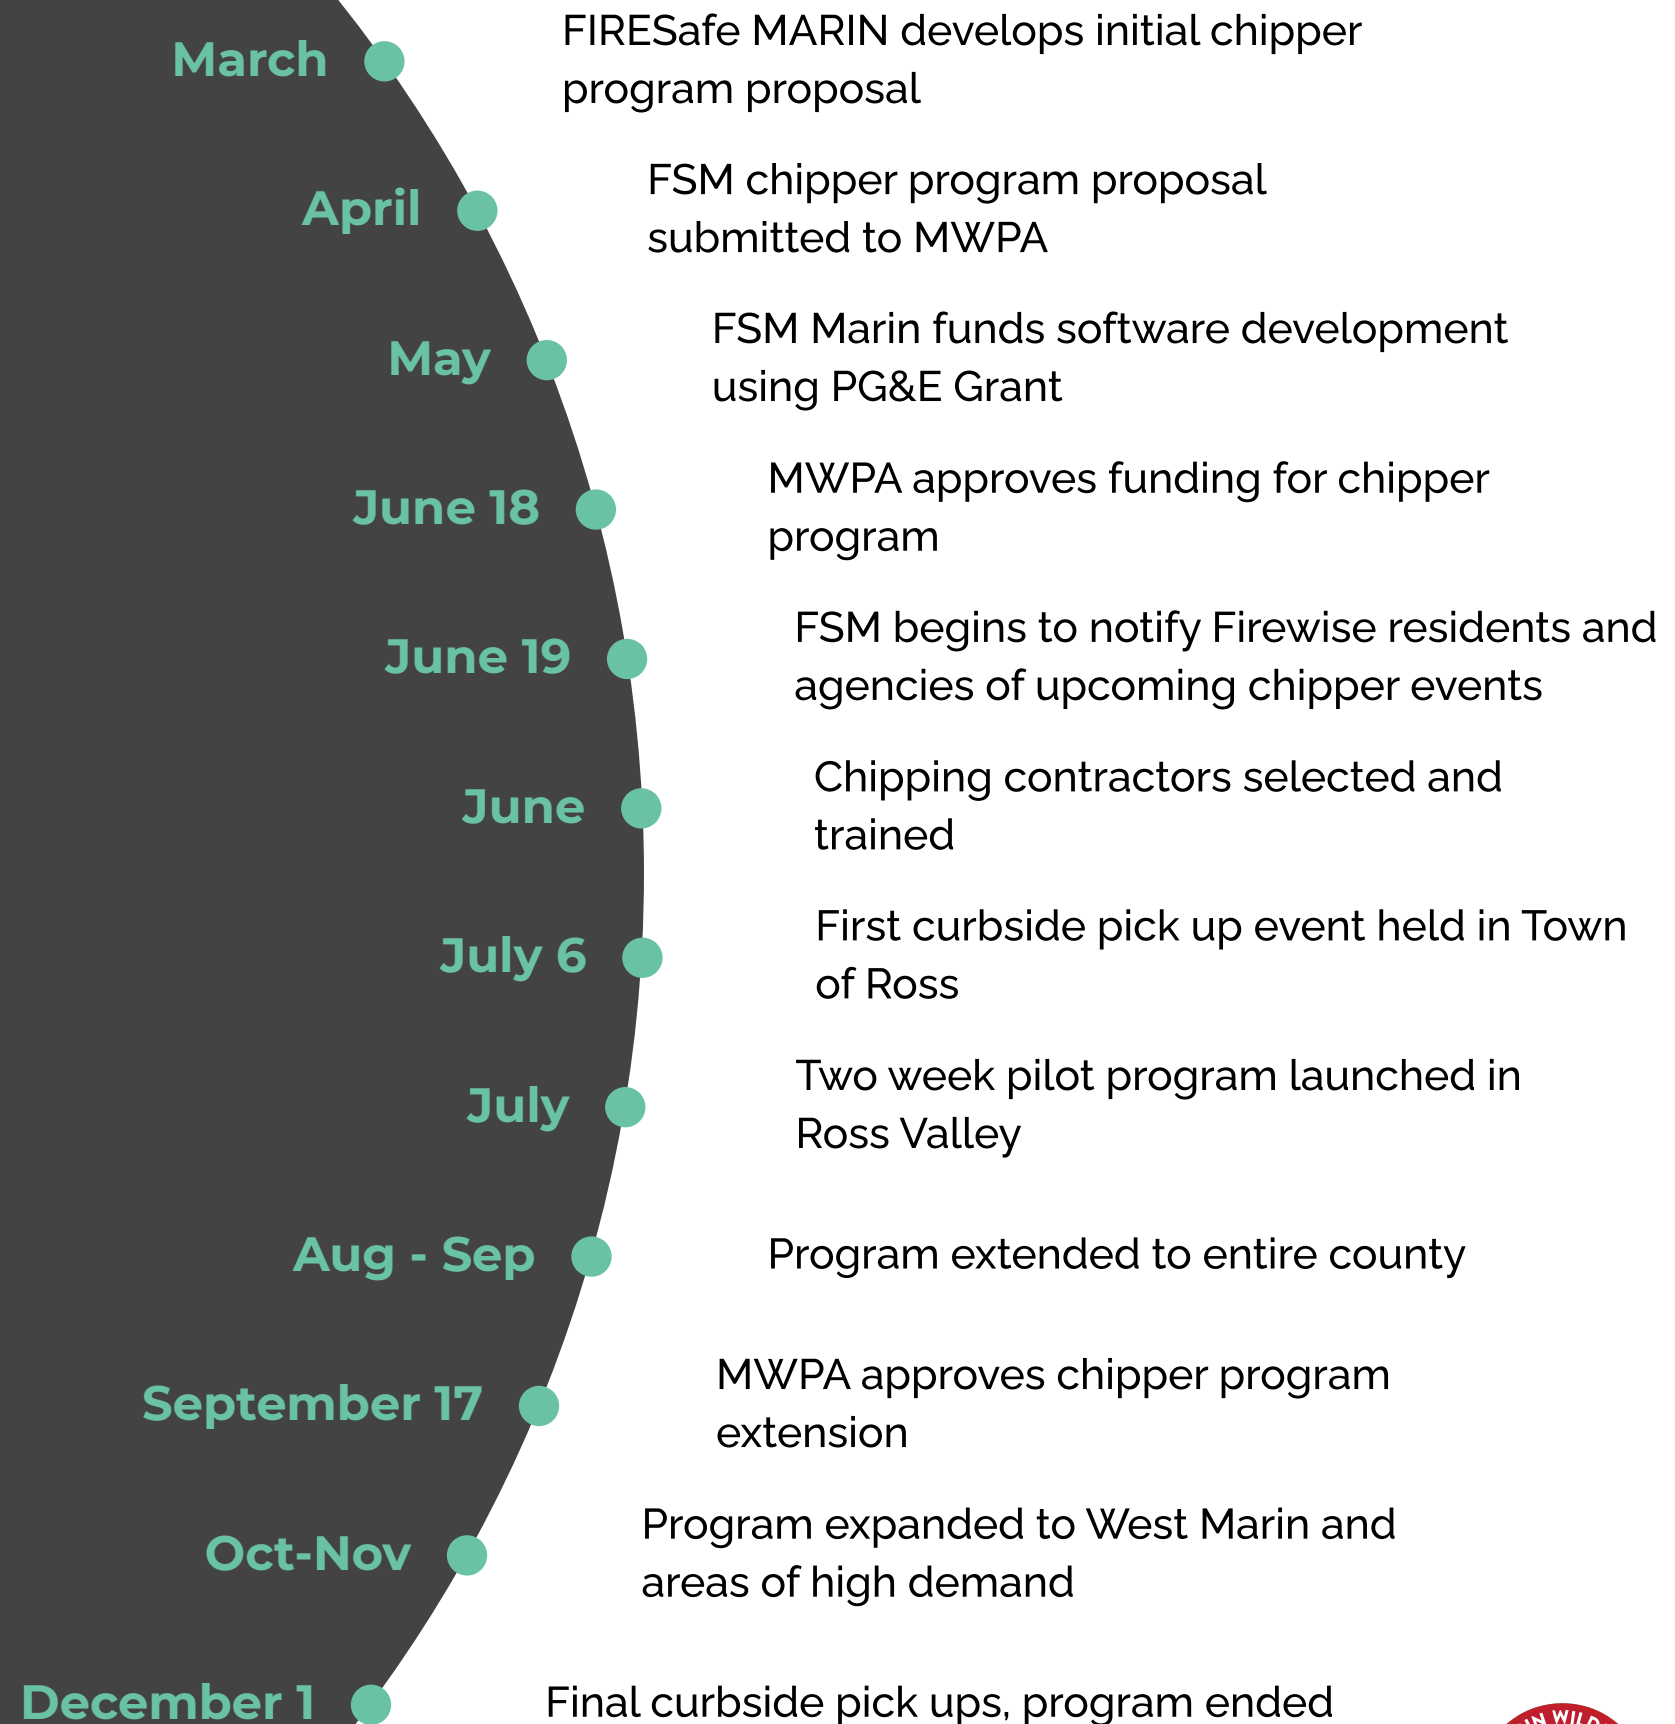 March
FIRESafe MARIN develops initial chipper
program proposal
April
FSM chipper program proposal
submitted to MWPA
May
FSM Marin funds software development
using PG&E Grant
June 18
MWPA approves funding for chipper
program
June 19
FSM begins to notify Firewise residents and
agencies of upcoming chipper events
June
Chipping contractors selected and
trained
July 6
First curbside pick up event held in Town
of Ross
July
Two week pilot program launched in
Ross Valley
Aug - Sep
Program extended to entire county
September 17
MWPA approves chipper program
extension
Oct-Nov
Program expanded to West Marin and
areas of high demand
December 1
Final curbside pick ups, program ended